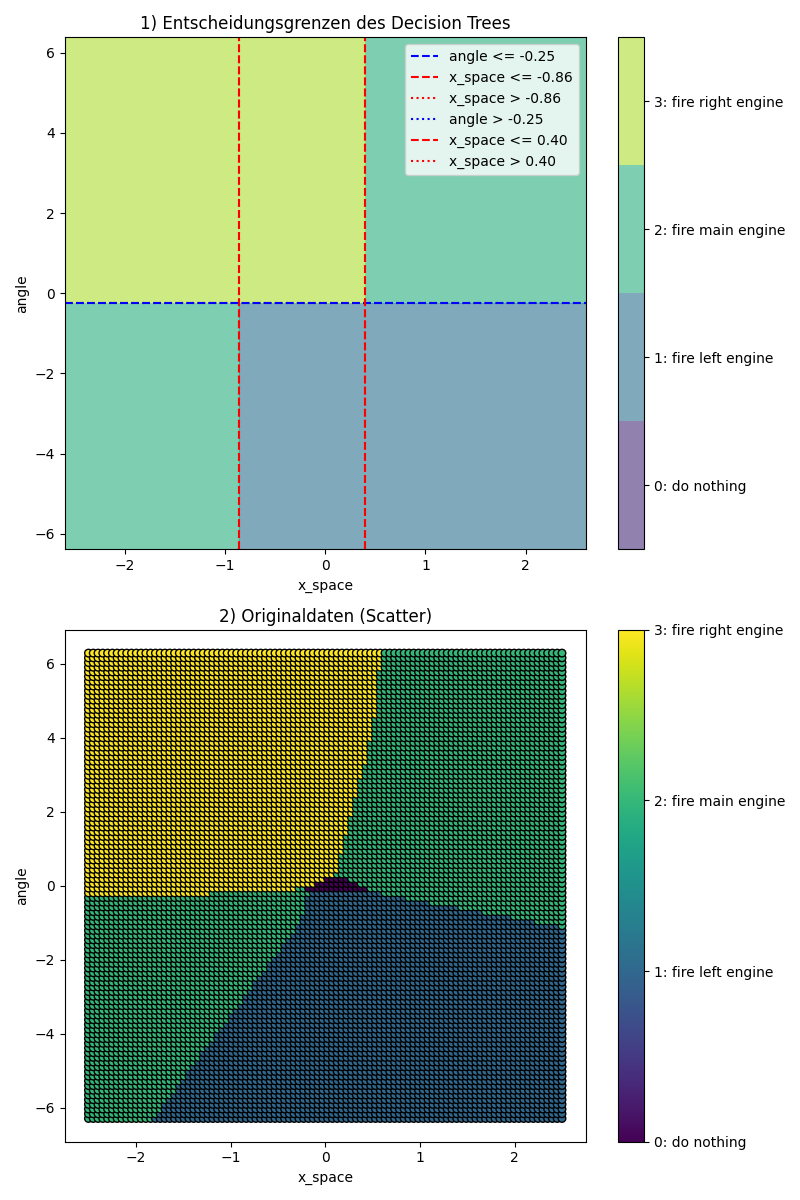 1) Entscheidungsgrenzen des Decision Trees
6
4
2
0
−2
−4
−6
angle
angle <= -0.25
x_space <= -0.86
x_space > -0.86
angle > -0.25
x_space <= 0.40
x_space > 0.40
−2
−1
0
1
2
x_space
3: fire right engine
2: fire main engine
1: fire left engine
0: do nothing
2) Originaldaten (Scatter)
6
4
2
0
−2
−4
−6
angle
−2
−1
0
1
2
x_space
3: fire right engine
2: fire main engine
1: fire left engine
0: do nothing